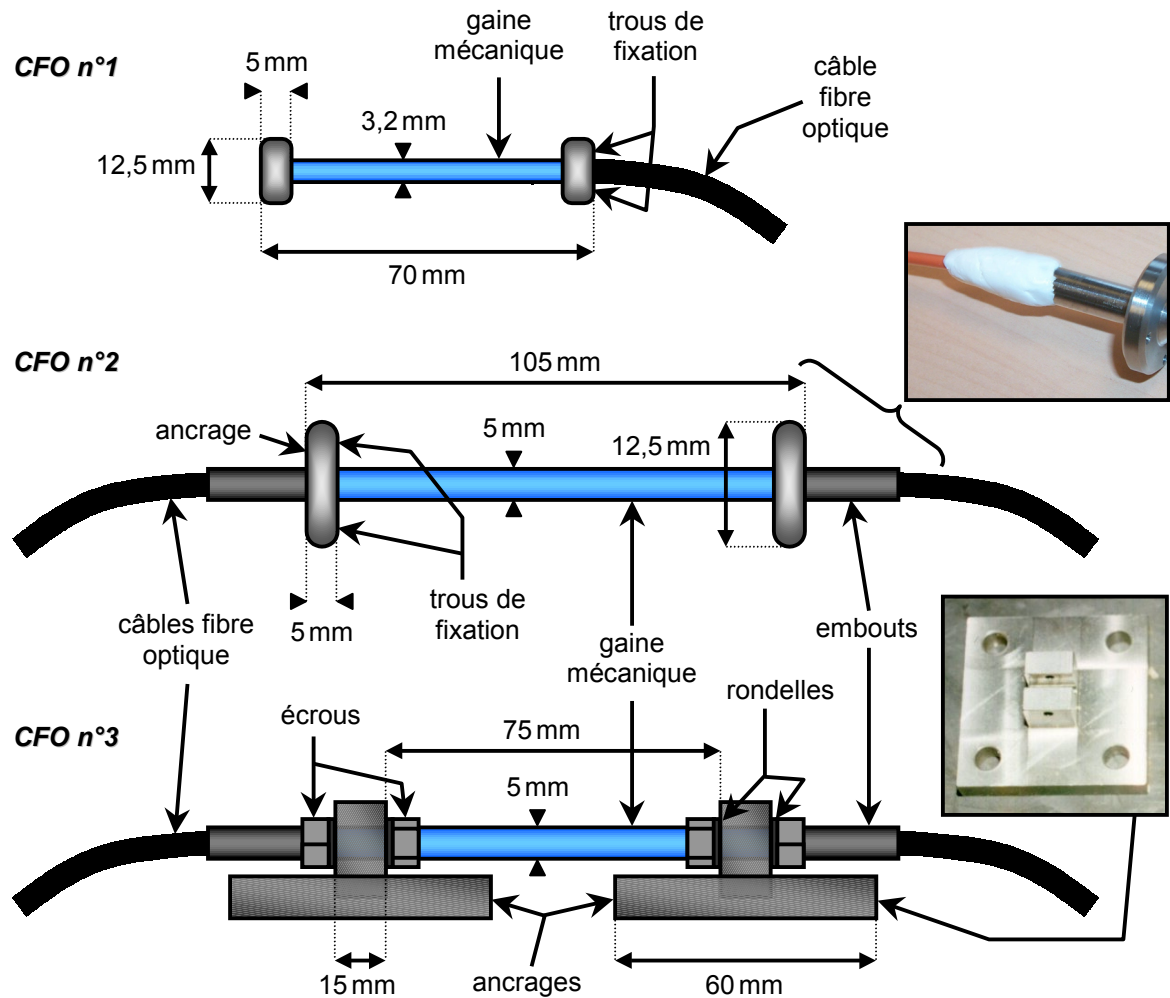 CFO n°1
5 mm
gaine
mécanique
trous de
fixation
câble
fibre
optique
3,2 mm
12,5 mm
70 mm
CFO n°2
105 mm
ancrage
5 mm
12,5 mm
5 mm
trous de
fixation
câbles fibre
optique
gaine
mécanique
embouts
rondelles
écrous
CFO n°3
75 mm
5 mm
15 mm
ancrages
60 mm